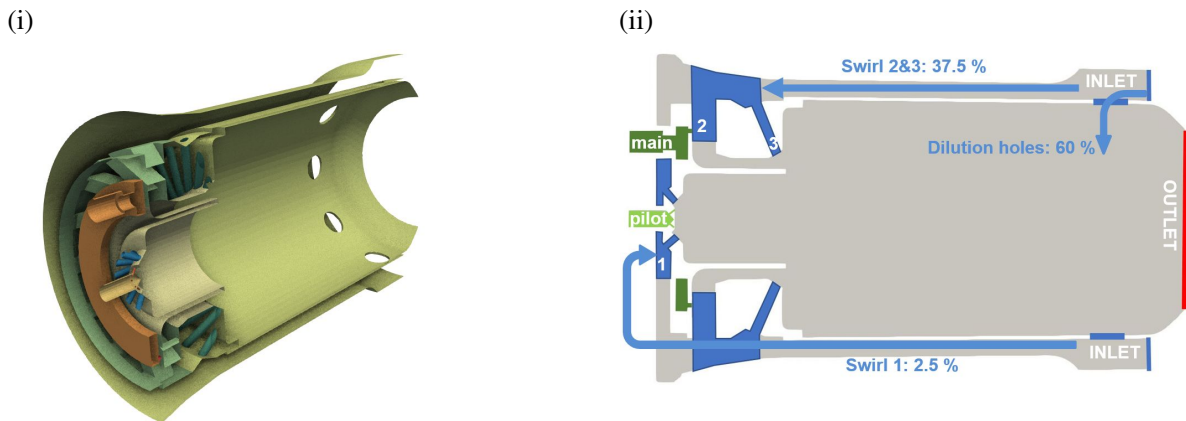 (i)
(ii)
Swirl 2&3: 37.5 %
INLET
2
main
3
Dilution holes: 60 %
pilot
OUTLET
1
INLET
Swirl 1: 2.5 %